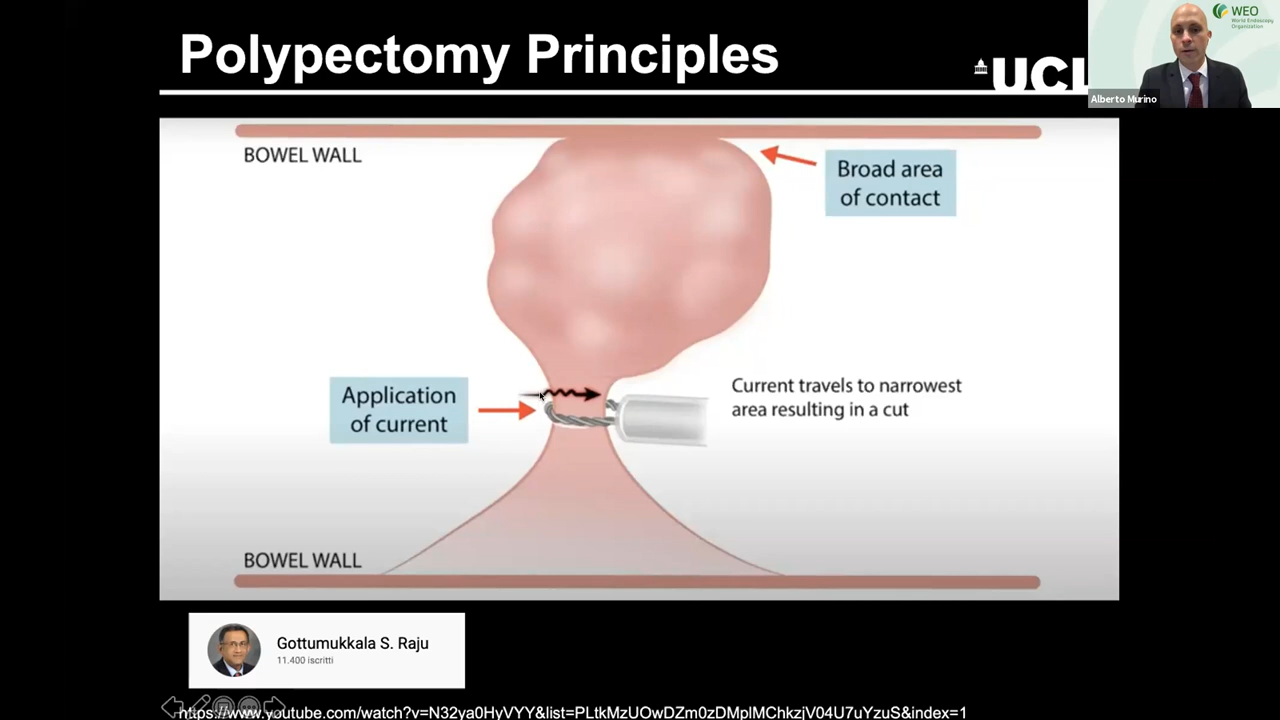 Polypectomy Principles
UCL
WEO
World Endoscopy
Organization
Alberto Murino
BOWEL WALL
Broad area
of contact
Application
of current
Current travels to narrowest
area resulting in a cut
BOWEL WALL
Gottumukkala S. Raju
11.400 iscritti
https://www.youtube.com/watch?v=N32ya0HyVYY&list=PLtkMzUOwDZm0zDMplMChkzjV04U7uYzuS&index=1